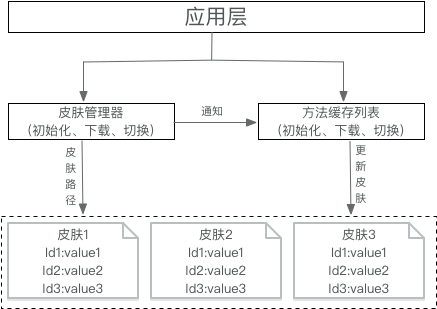 应用层
皮肤管理器
(初始化、下载、切换)
通知
方法缓存列表
(初始化、下载、切换)
皮肤路径
更新皮肤
皮肤1
Id1:value1
Id2:value2
Id3:value3
皮肤2
Id1:value1
Id2:value2
Id3:value3
皮肤3
Id1:value1
Id2:value2
Id3:value3